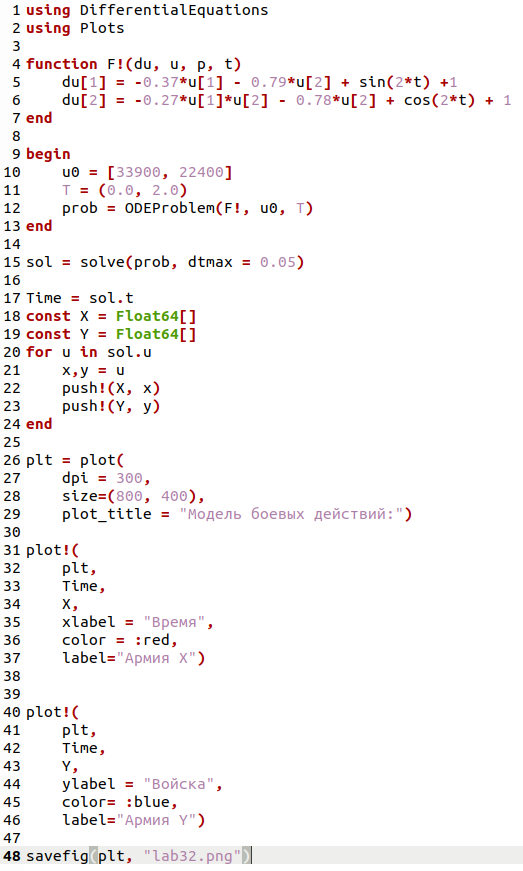 1 using DifferentialEquations
2 using Plots
3
4 function F!(du, u, p, t)
5     du[1] = -0.37*u[1] - 0.79*u[2] + sin(2*t) +1
6     du[2] = -0.27*u[1]*u[2] - 0.78*u[2] + cos(2*t) + 1
7 end
8
9 begin
10     u0 = [33900, 22400]
11     T = (0.0, 2.0)
12     prob = ODEProblem(F!, u0, T)
13 end
14
15 sol = solve(prob, dtmax = 0.05)
16
17 Time = sol.t
18 const X = Float64[]
19 const Y = Float64[]
20 for u in sol.u
21     x,y = u
22     push!(X, x)
23     push!(Y, y)
24 end
25
26 plt = plot(
27     dpi = 300,
28     size=(800, 400),
29     plot_title = "Модель боевых действий:")
30
31 plot!(
32     plt,
33     Time,
34     X,
35     xlabel = "Время",
36     color = :red,
37     label="Армия X")
38
39
40 plot!(
41     plt,
42     Time,
43     Y,
44     ylabel = "Войска",
45     color= :blue,
46     label="Армия Y")
47
48 savefig(plt, "lab32.png")